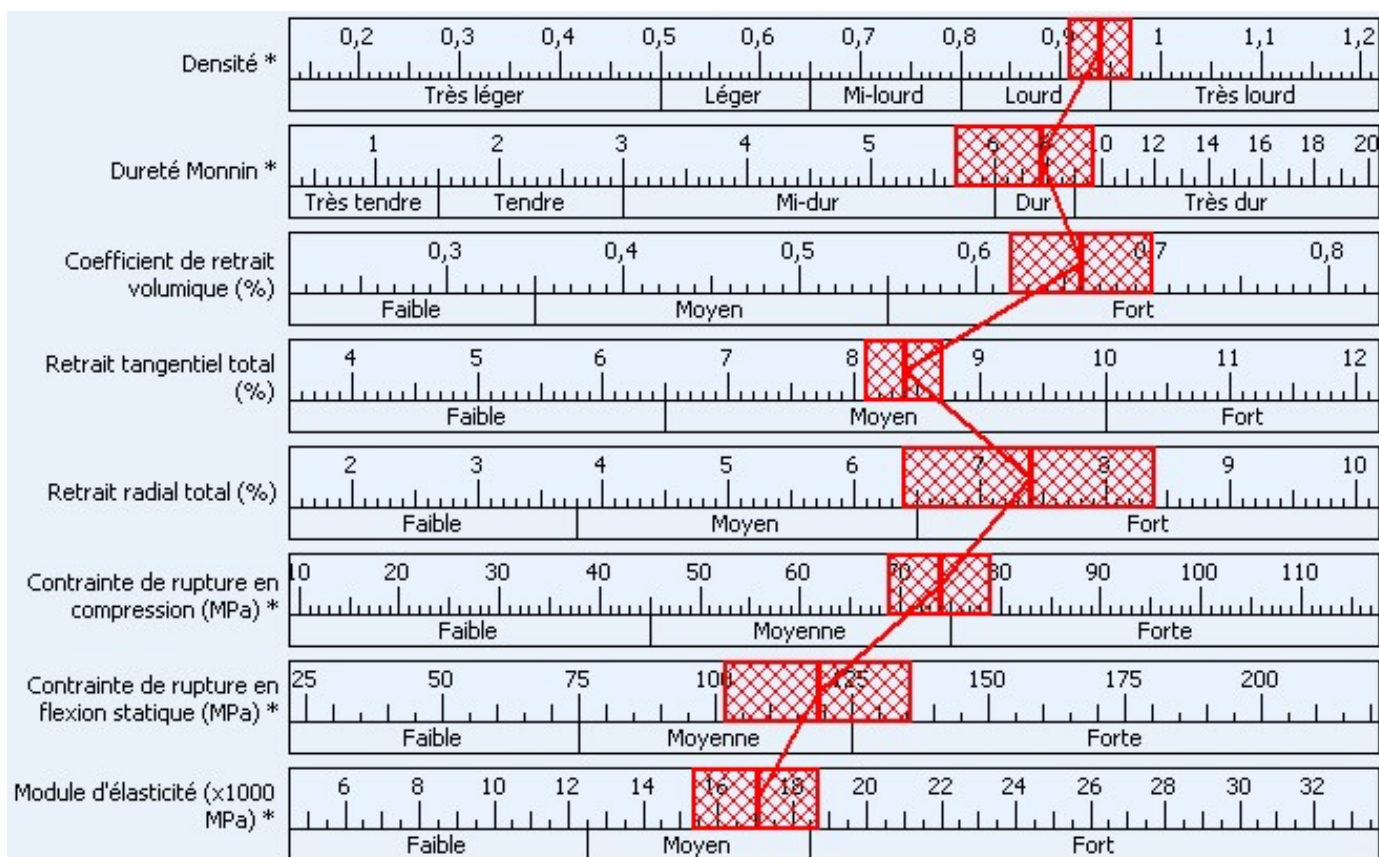 0,2 0,3 0,4 0,5 0,6 0,7 0,8 0,9 1 1,1 1,2
Densité *
Très léger Léger Mi-lourd Lourd Très lourd
1 2 3 4 5 6 8 10 12 14 16 18 20
Dureté Monnin *
Très tendre Tendre Mi-dur Dur Très dur
0,3 0,4 0,5 0,6 0,7 0,8
Coefficient de retrait
volumique (%)
Faible Moyen Fort
4 5 6 7 8 9 10 11 12
Retrait tangentiel total
(%)
Faible Moyen Fort
2 3 4 5 6 7 8 9 10
Retrait radial total (%)
Faible Moyen Fort
10 20 30 40 50 60 70 80 90 100 110
Contrainte de rupture en
compression (MPa) *
Faible Moyenne Forte
25 50 75 100 125 150 175 200
Contrainte de rupture en
flexion statique (MPa) *
Faible Moyenne Forte
6 8 10 12 14 16 18 20 22 24 26 28 30 32
Module d'élasticité (x1000
MPa) *
Faible Moyen Fort